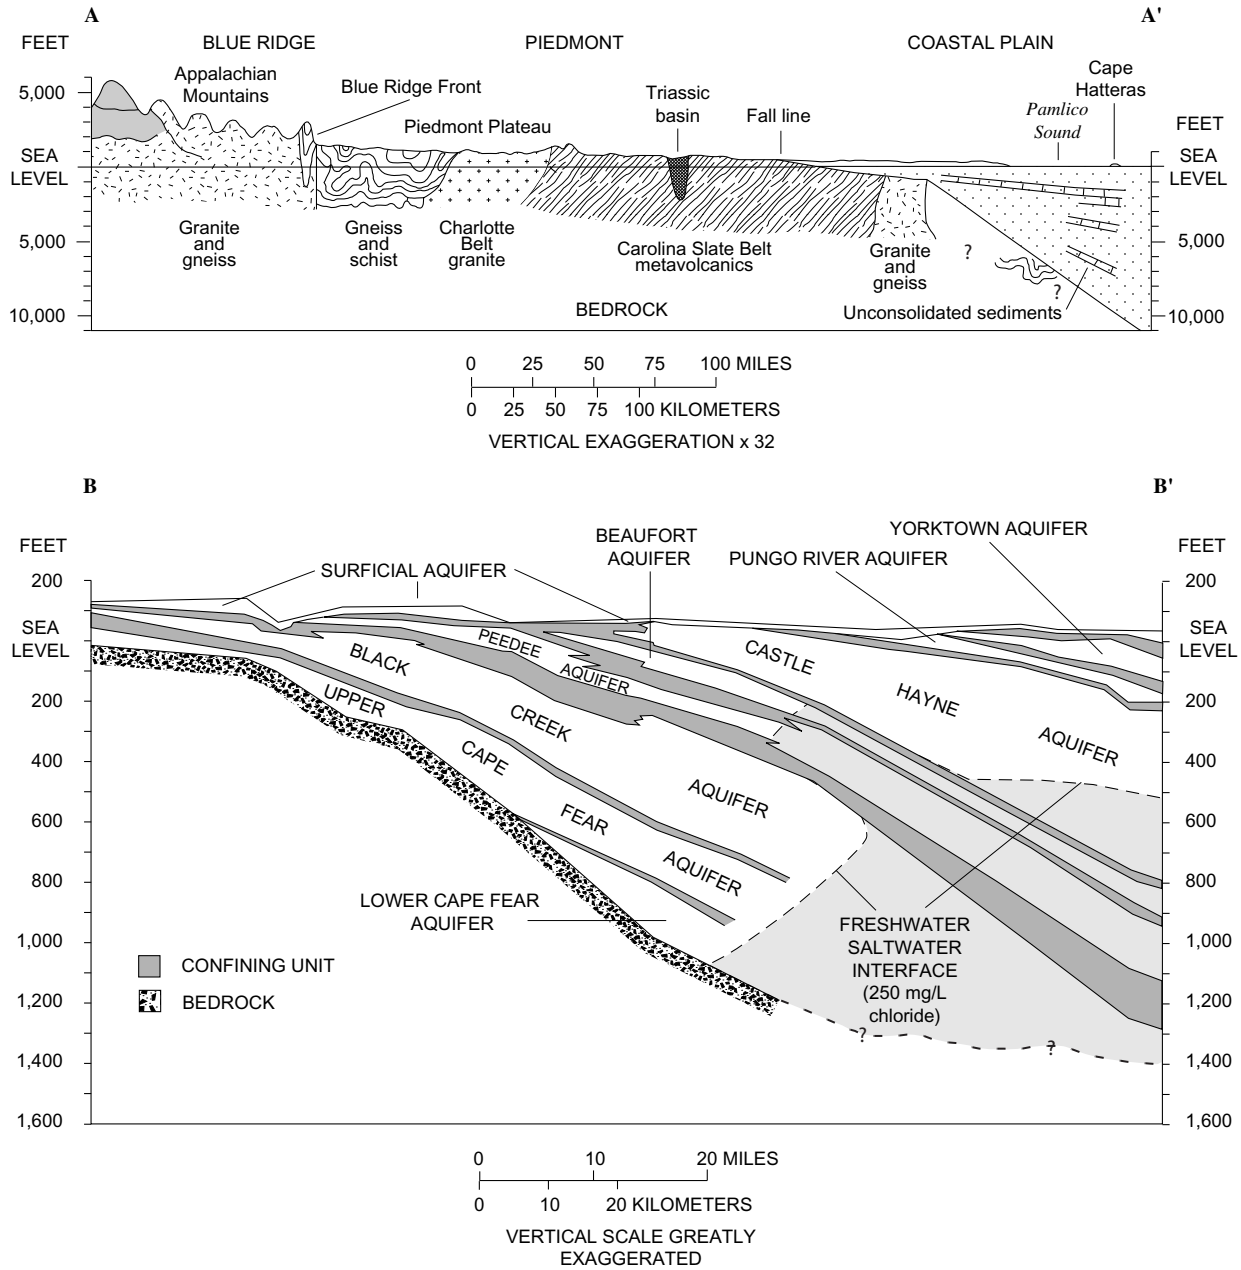 A
A'
FEET
BLUE RIDGE
PIEDMONT
COASTAL PLAIN
Appalachian
Mountains
Blue Ridge Front
Piedmont Plateau
Triassic
basin
Fall line
Pamlico
Sound
Cape
Hatteras
FEET
5,000
SEA
LEVEL
5,000
10,000
SEA
LEVEL
5,000
10,000
Granite
and
gneiss
Gneiss
and
schist
Charlotte
Belt
granite
Carolina Slate Belt
metavolcanics
Granite
and
gneiss
?
?
Unconsolidated sediments
BEDROCK
0 25 50 75 100 MILES
0 25 50 75 100 KILOMETERS
VERTICAL EXAGGERATION x 32
B
B'
FEET
FEET
SURFICIAL AQUIFER
BEAUFORT
AQUIFER
PUNGO RIVER AQUIFER
YORKTOWN AQUIFER
200
SEA
LEVEL
200
400
600
800
1,000
1,200
1,400
1,600
200
SEA
LEVEL
200
400
600
800
1,000
1,200
1,400
1,600
PEEDEE
AQUIFER
BLACK
CREEK
AQUIFER
UPPER
CAPE
FEAR
AQUIFER
CASTLE
HAYNE
AQUIFER
LOWER CAPE FEAR
AQUIFER
FRESHWATER
SALTWATER
INTERFACE
(250 mg/L
chloride)
?
?
CONFINING UNIT
BEDROCK
0 10 20 MILES
0 10 20 KILOMETERS
VERTICAL SCALE GREATLY
EXAGGERATED